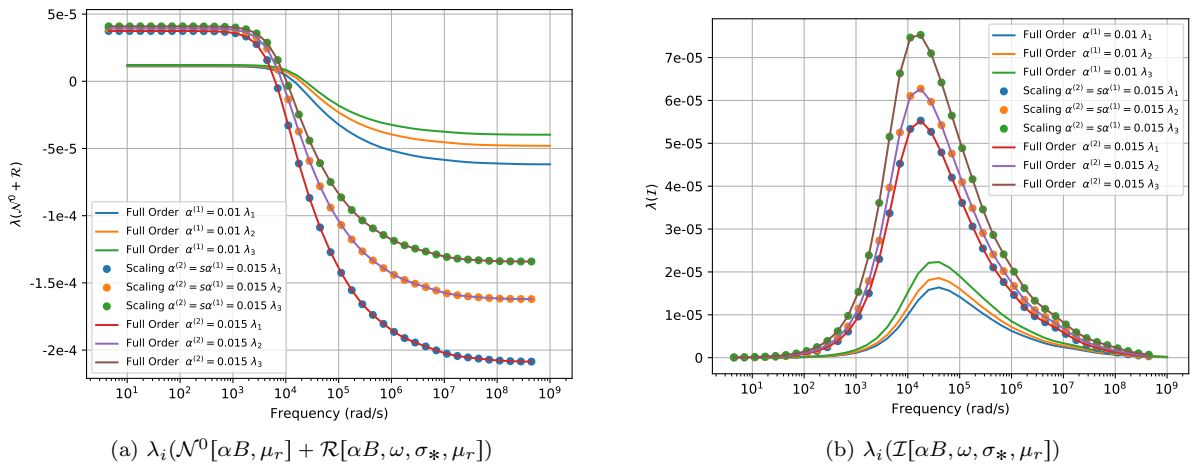 5e-5
0
-5e-5
-1e-4
-1.5e-4
-2e-4
λ(𝒩⁰ + ℛ)
Full Order α⁽¹⁾ = 0.01 λ₁
Full Order α⁽¹⁾ = 0.01 λ₂
Full Order α⁽¹⁾ = 0.01 λ₃
Scaling α⁽²⁾ = sα⁽¹⁾ = 0.015 λ₁
Scaling α⁽²⁾ = sα⁽¹⁾ = 0.015 λ₂
Scaling α⁽²⁾ = sα⁽¹⁾ = 0.015 λ₃
Full Order α⁽²⁾ = 0.015 λ₁
Full Order α⁽²⁾ = 0.015 λ₂
Full Order α⁽²⁾ = 0.015 λ₃
10¹ 10² 10³ 10⁴ 10⁵ 10⁶ 10⁷ 10⁸ 10⁹
Frequency (rad/s)
(a) λᵢ(𝒩⁰[αB, μᵣ] + ℛ[αB, ω, σ∗, μᵣ])
7e-05
6e-05
5e-05
4e-05
3e-05
2e-05
1e-05
0
λ(ℐ)
Full Order α⁽¹⁾ = 0.01 λ₁
Full Order α⁽¹⁾ = 0.01 λ₂
Full Order α⁽¹⁾ = 0.01 λ₃
Scaling α⁽²⁾ = sα⁽¹⁾ = 0.015 λ₁
Scaling α⁽²⁾ = sα⁽¹⁾ = 0.015 λ₂
Scaling α⁽²⁾ = sα⁽¹⁾ = 0.015 λ₃
Full Order α⁽²⁾ = 0.015 λ₁
Full Order α⁽²⁾ = 0.015 λ₂
Full Order α⁽²⁾ = 0.015 λ₃
10¹ 10² 10³ 10⁴ 10⁵ 10⁶ 10⁷ 10⁸ 10⁹
Frequency (rad/s)
(b) λᵢ(ℐ[αB, ω, σ∗, μᵣ])